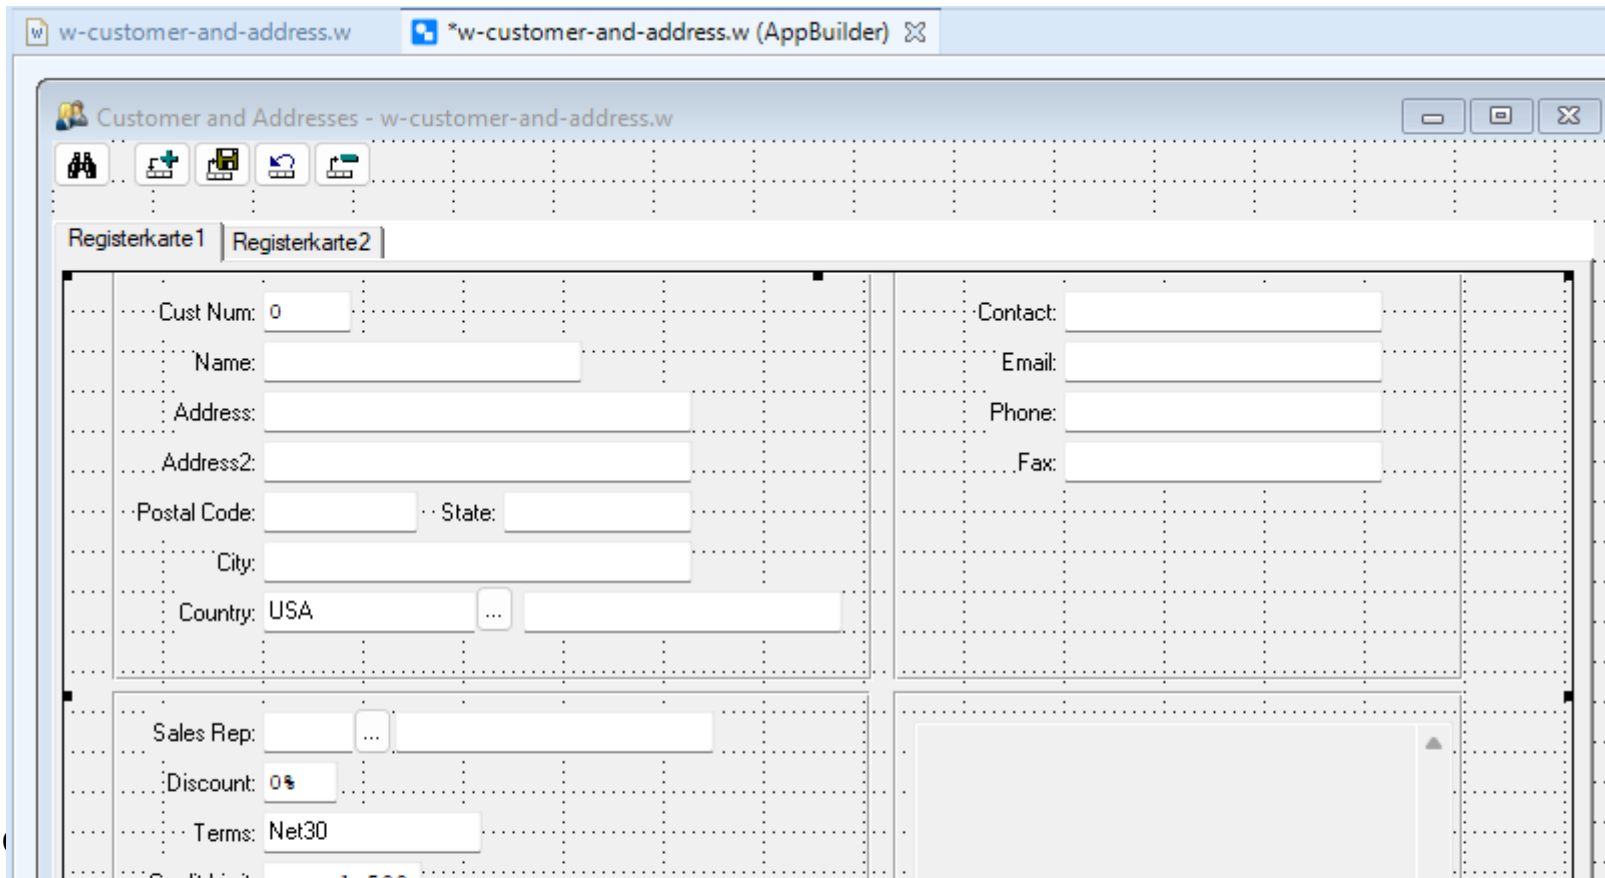 w-customer-and-address.w *w-customer-and-address.w (AppBuilder)
Customer and Addresses - w-customer-and-address.w
Registerkarte1 Registerkarte2
Cust Num: 0 Contact:
Name: Email:
Address: Phone:
Address2: Fax:
Postal Code: State:
City:
Country: USA ...
Sales Rep: ...
Discount: 0%
Terms: Net30